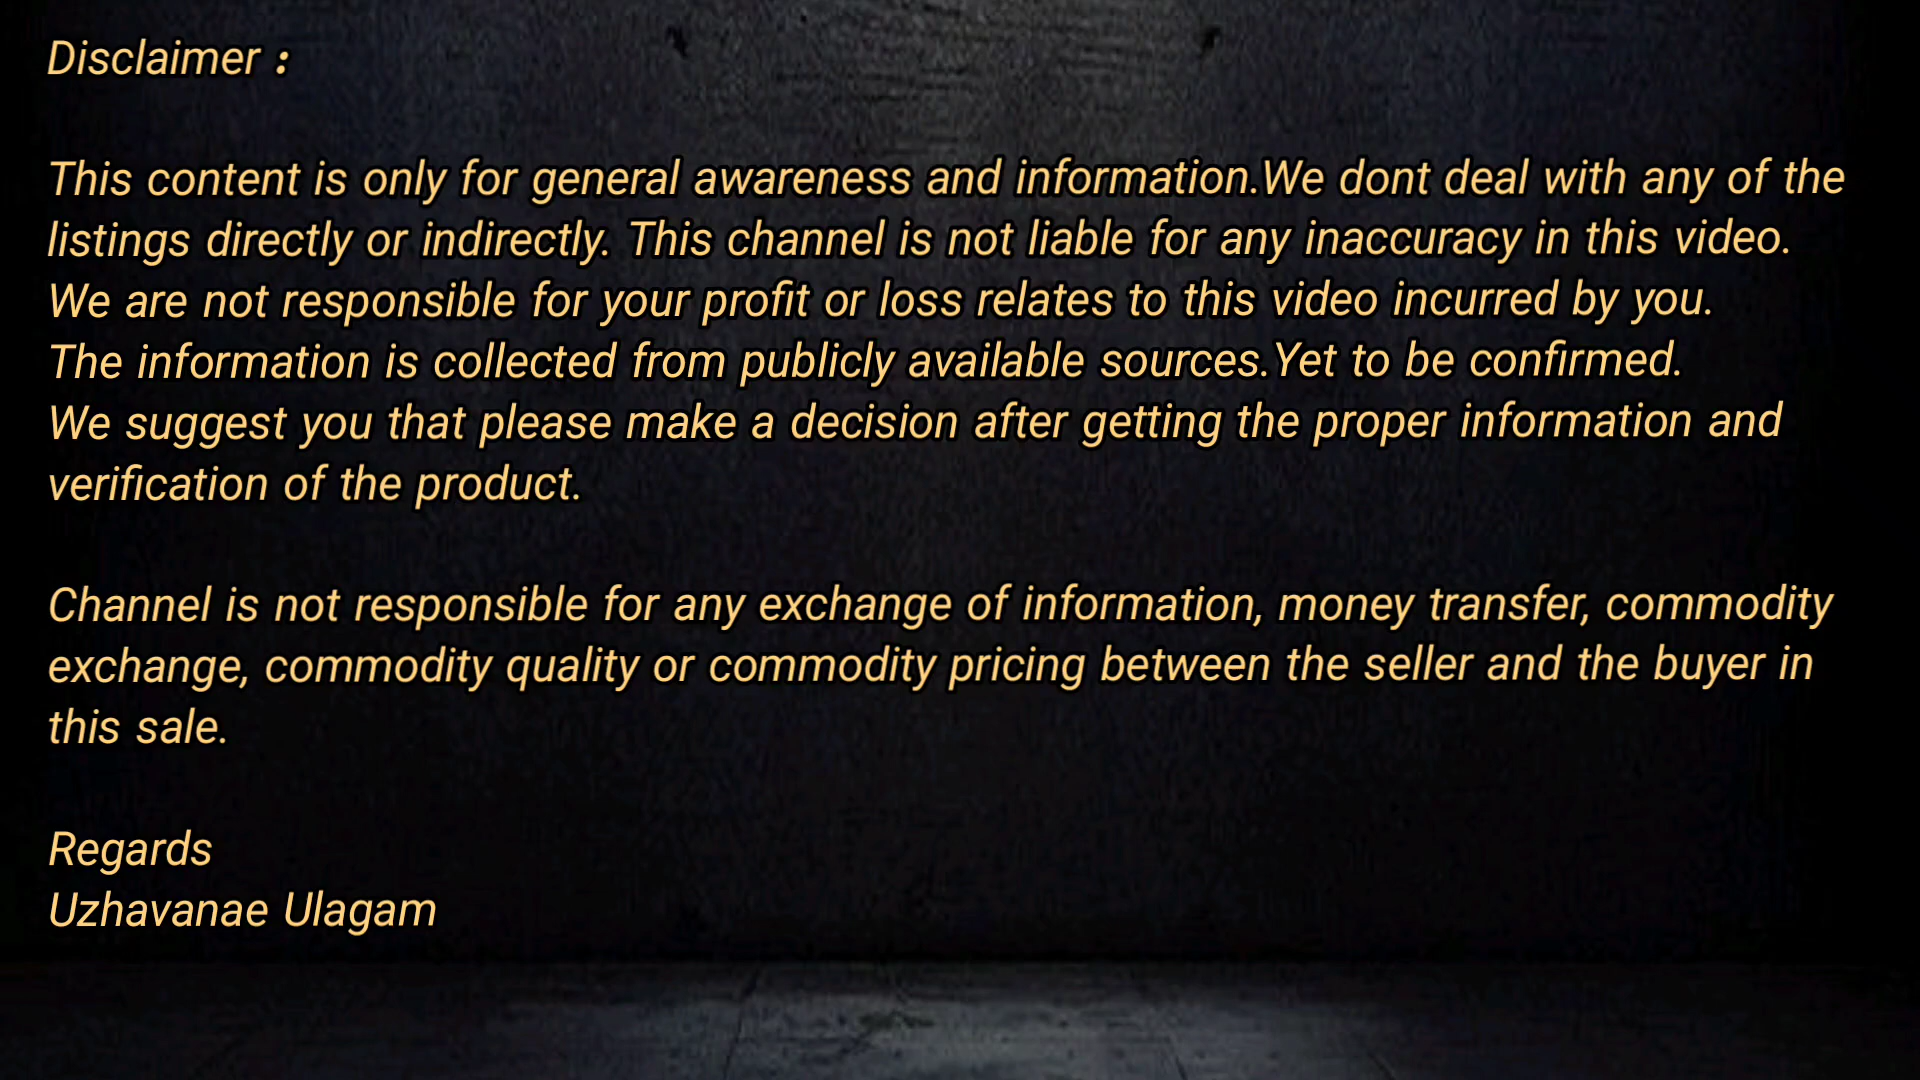 Disclaimer :
This content is only for general awareness and information.We dont deal with any of the
listings directly or indirectly. This channel is not liable for any inaccuracy in this video.
We are not responsible for your profit or loss relates to this video incurred by you.
The information is collected from publicly available sources.Yet to be confirmed.
We suggest you that please make a decision after getting the proper information and
verification of the product.
Channel is not responsible for any exchange of information, money transfer, commodity
exchange, commodity quality or commodity pricing between the seller and the buyer in
this sale.
Regards
Uzhavanae Ulagam